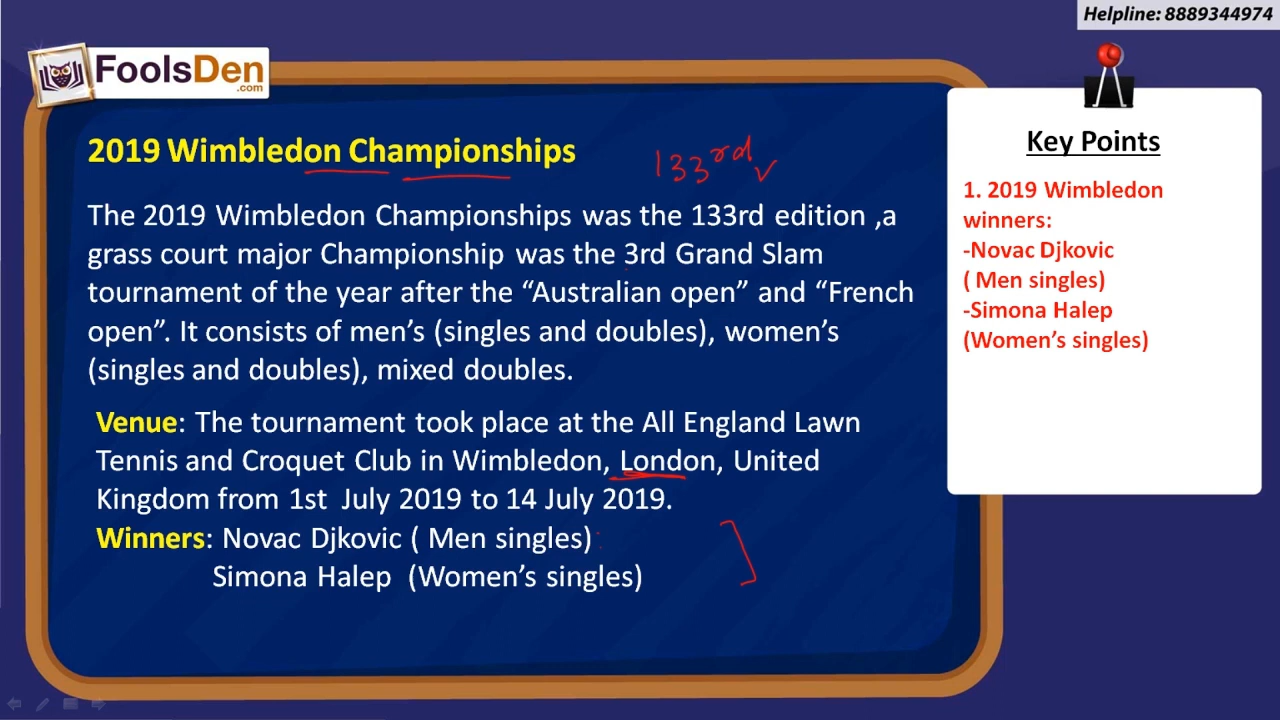 Helpline: 8889344974
FoolsDen
.com
2019 Wimbledon Championships
133rd
The 2019 Wimbledon Championships was the 133rd edition ,a
grass court major Championship was the 3rd Grand Slam
tournament of the year after the “Australian open” and “French
open”. It consists of men’s (singles and doubles), women’s
(singles and doubles), mixed doubles.
Venue: The tournament took place at the All England Lawn
Tennis and Croquet Club in Wimbledon, London, United
Kingdom from 1st July 2019 to 14 July 2019.
Winners: Novac Djkovic ( Men singles)
Simona Halep (Women’s singles)
Key Points
1. 2019 Wimbledon
winners:
-Novac Djkovic
( Men singles)
-Simona Halep
(Women’s singles)